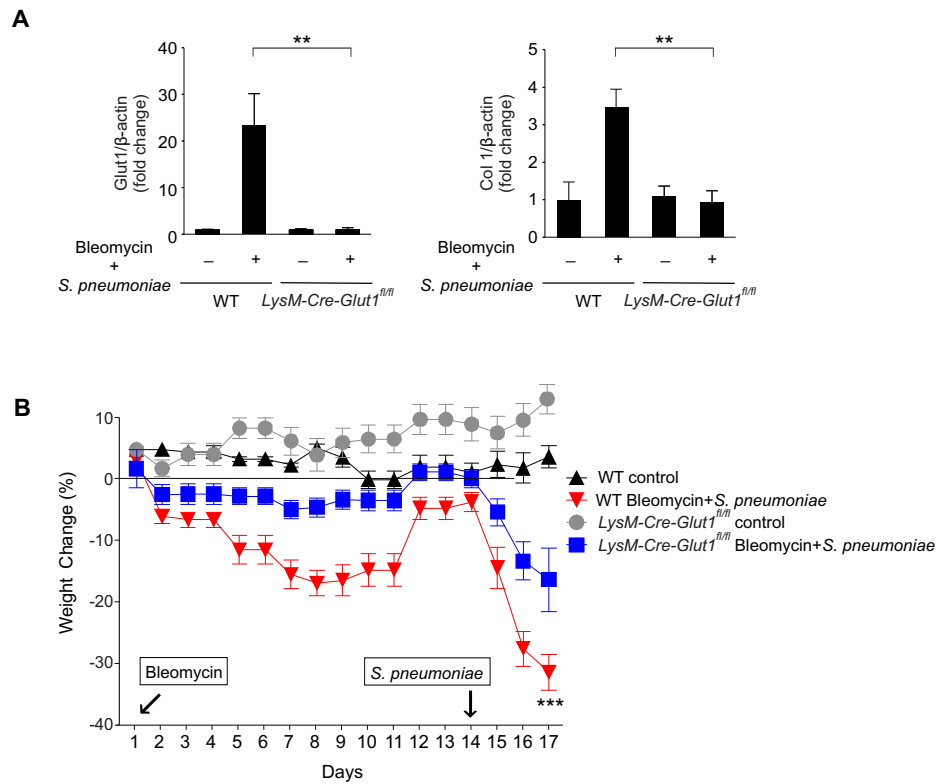 A
**
**
40
30
20
10
0
Glut1/β-actin
(fold change)
5
4
3
2
1
0
Col 1/β-actin
(fold change)
Bleomycin
+
S. pneumoniae
– + – +
WT LysM-Cre-Glut1fl/fl
Bleomycin
+
S. pneumoniae
– + – +
WT LysM-Cre-Glut1fl/fl
B
10
0
-10
-20
-30
-40
Weight Change (%)
WT control
WT Bleomycin+S. pneumoniae
LysM-Cre-Glut1fl/fl control
LysM-Cre-Glut1fl/fl Bleomycin+S. pneumoniae
Bleomycin
S. pneumoniae
***
1 2 3 4 5 6 7 8 9 10 11 12 13 14 15 16 17
Days